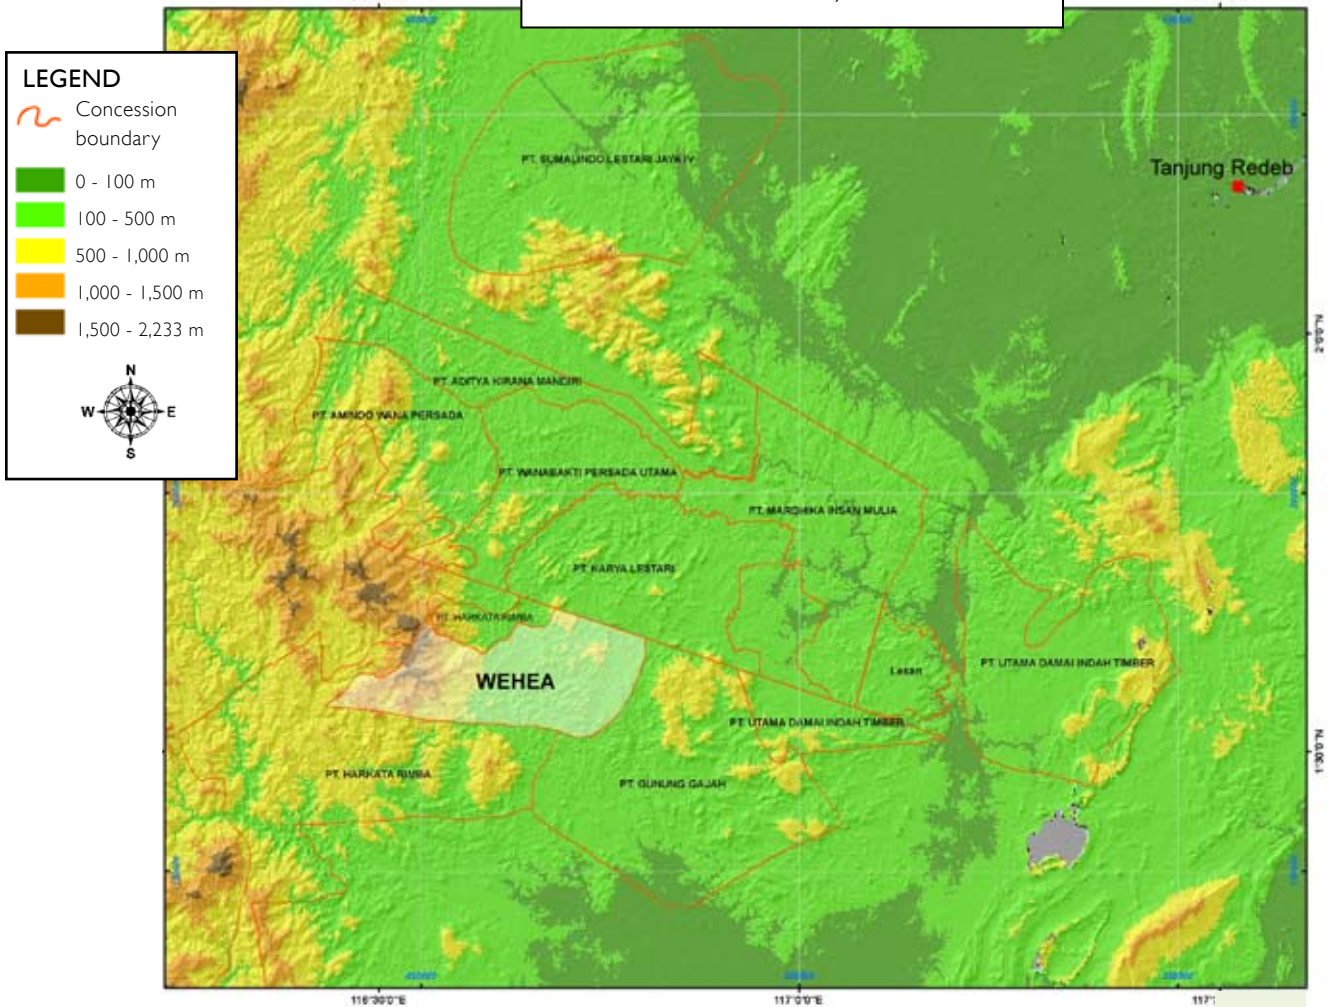 LEGEND
Concession
boundary
0 - 100 m
100 - 500 m
500 - 1,000 m
1,000 - 1,500 m
1,500 - 2,233 m
N
W
E
S
PT. SUMALINDO LESTARI JAYA IV
Tanjung Redeb
2°0'0"N
PT. ADITYA KIRANA MANDIRI
PT. AMINDO WANA PERSADA
PT. WANABAKTI PERSADA UTAMA
PT. MARDHIKA INSAN MULIA
PT. KARYA LESTARI
PT. HARKATA RIMBA
WEHEA
Lesan
PT. UTAMA DAMAI INDAH TIMBER
PT. UTAMA DAMAI INDAH TIMBER
1°30'0"N
PT. HARKATA RIMBA
PT. GUNUNG GAJAH
116°30'0"E
117°0'0"E